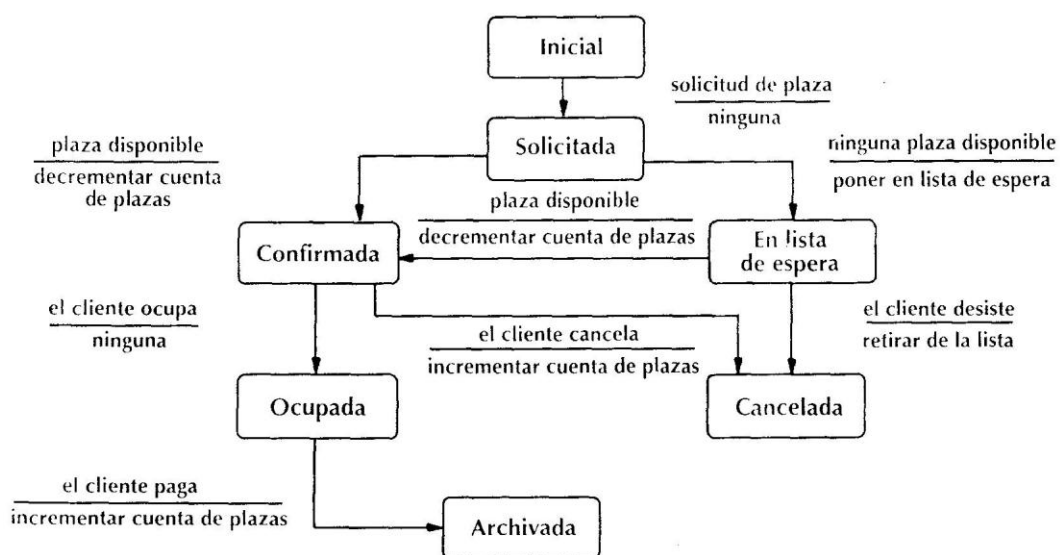 Inicial
solicitud de plaza
ninguna
Solicitada
plaza disponible
decrementar cuenta
de plazas
ninguna plaza disponible
poner en lista de espera
plaza disponible
decrementar cuenta de plazas
Confirmada
En lista
de espera
el cliente ocupa
ninguna
el cliente cancela
incrementar cuenta de plazas
el cliente desiste
retirar de la lista
Ocupada
Cancelada
el cliente paga
incrementar cuenta de plazas
Archivada